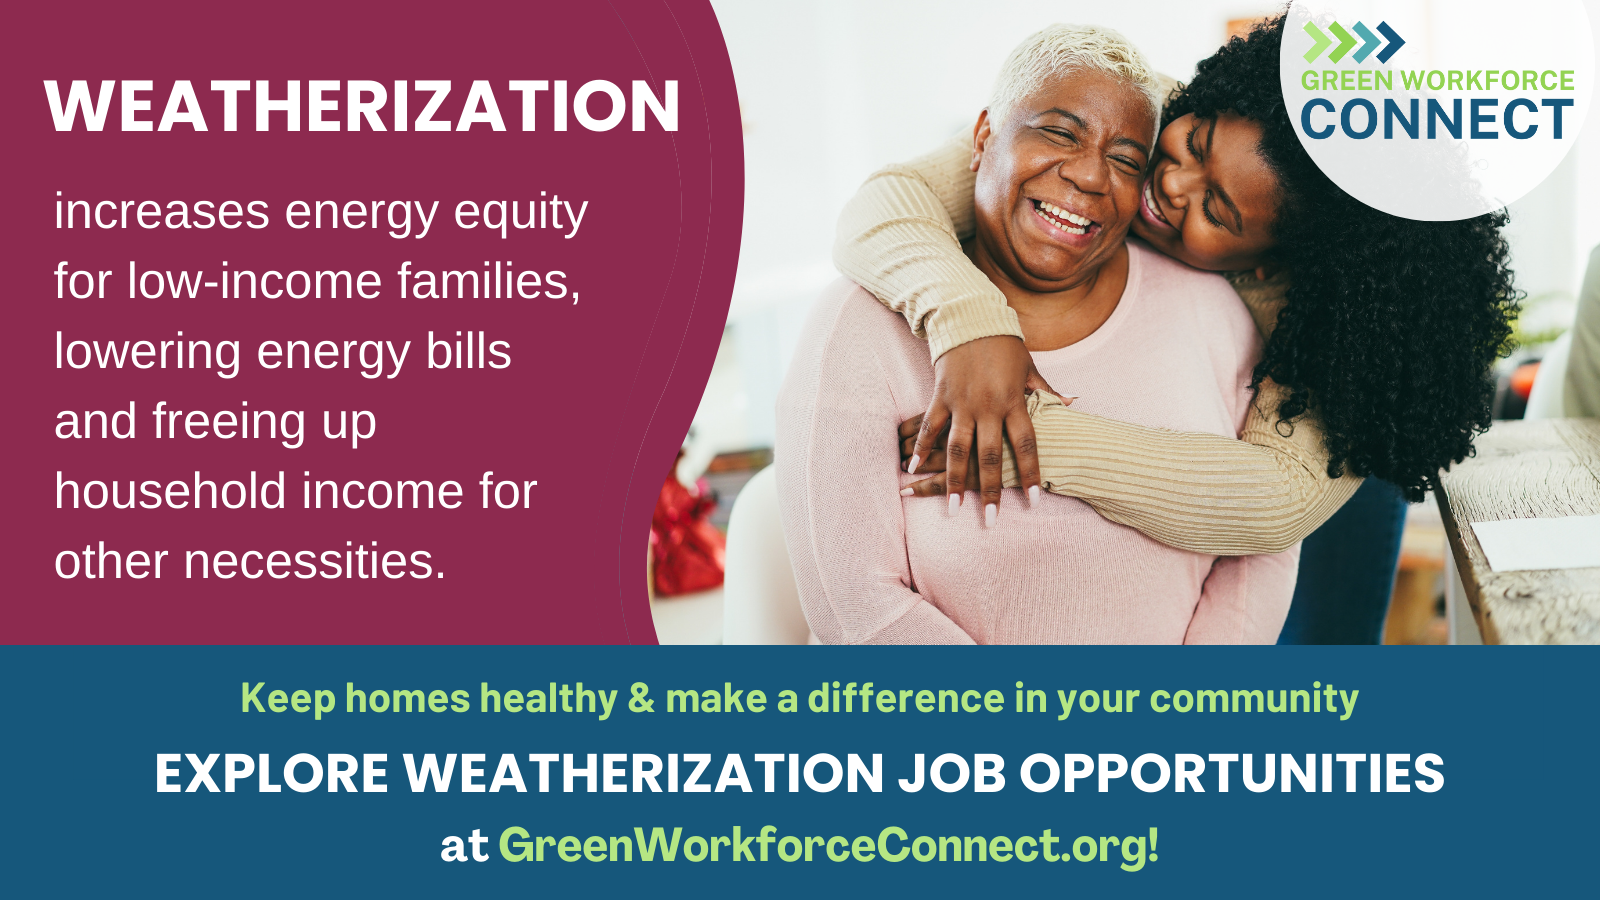 WEATHERIZATION
increases energy equity
for low-income families,
lowering energy bills
and freeing up
household income for
other necessities.
GREEN WORKFORCE
CONNECT
Keep homes healthy & make a difference in your community
EXPLORE WEATHERIZATION JOB OPPORTUNITIES
at GreenWorkforceConnect.org!